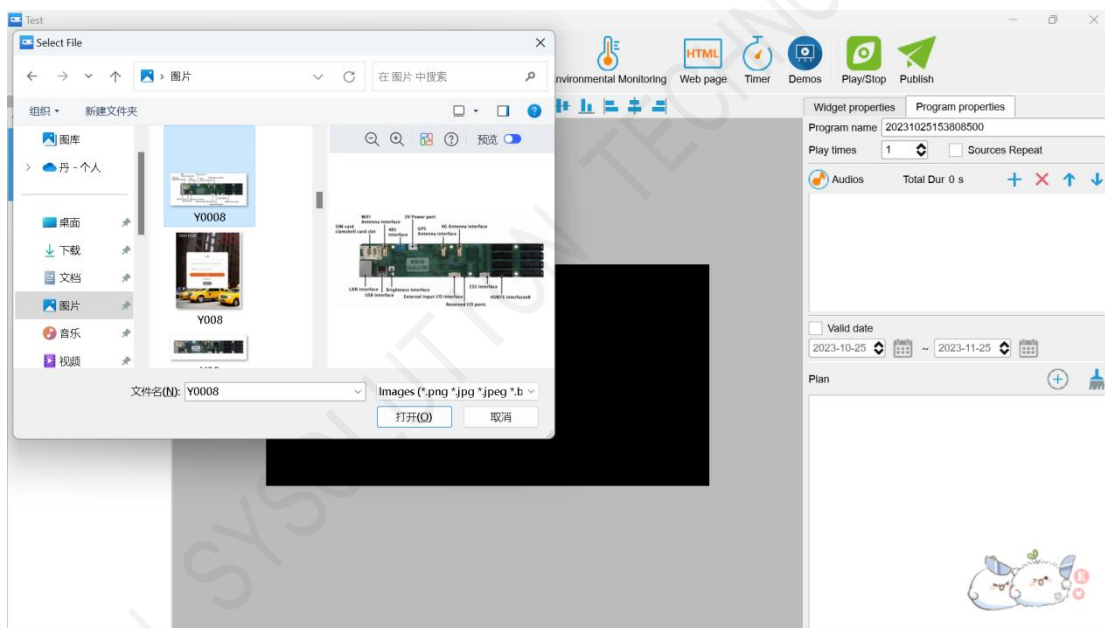 Test
Select File
图片
在 图片 中搜索
组织
新建文件夹
图库
丹 - 个人
桌面
下载
文档
图片
音乐
视频
Y0008
Y008
预览
WIFI
Antenna interface
5V Power port
SIM card
clamshell card slot
485
interface
GPS
Antenna interface
4G Antenna interface
LAN interface
USB interface
Brightness interface
External input I/O interface
232 interface
Reserved I/O ports
HUB75 interfacesX
文件名(N): Y0008
Images (*.png *.jpg *.jpeg *.b
打开(O)
取消
nvironmental Monitoring
HTML
Web page
Timer
Demos
Play/Stop
Publish
Widget properties
Program properties
Program name 20231025153808500
Play times 1
Sources Repeat
Audios
Total Dur 0 s
Valid date
2023-10-25 ~ 2023-11-25
Plan
SYSOLUTION TECHNO